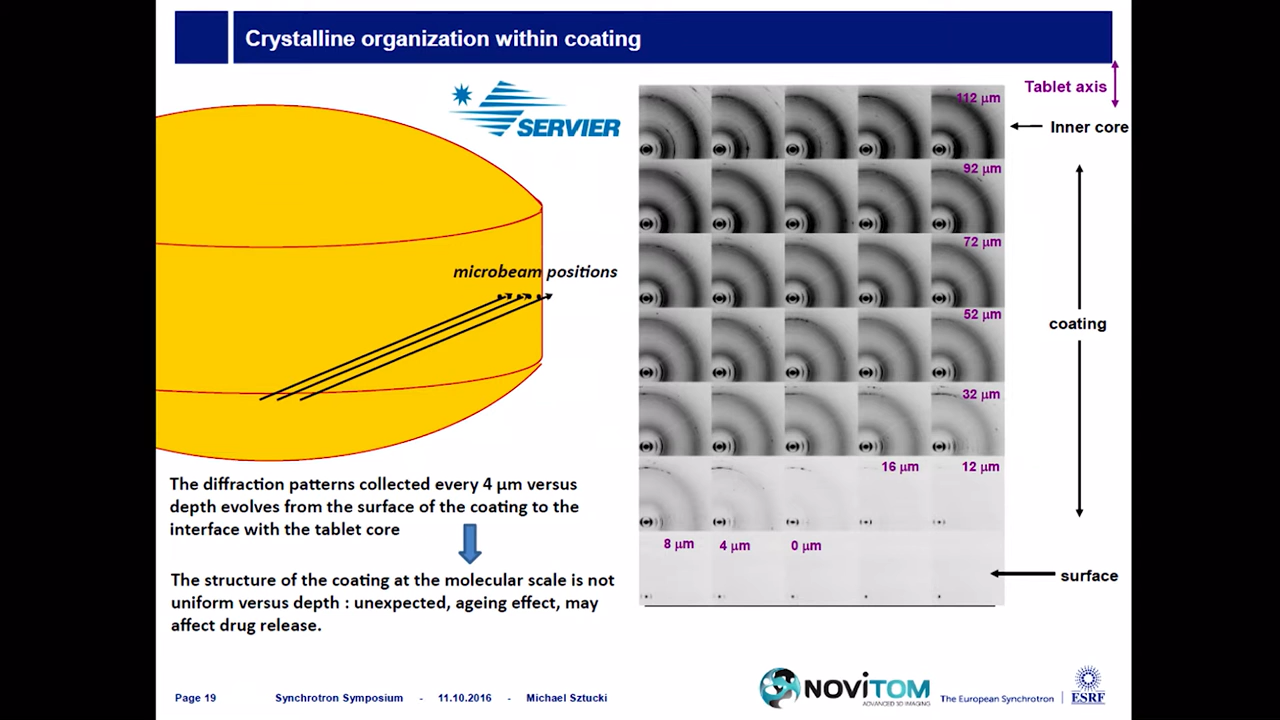 Crystalline organization within coating
SERVIER
Tablet axis
112 µm
Inner core
92 µm
72 µm
microbeam positions
52 µm
coating
32 µm
16 µm
12 µm
The diffraction patterns collected every 4 µm versus
depth evolves from the surface of the coating to the
interface with the tablet core
8 µm
4 µm
0 µm
surface
The structure of the coating at the molecular scale is not
uniform versus depth : unexpected, ageing effect, may
affect drug release.
Page 19
Synchrotron Symposium - 11.10.2016 - Michael Sztucki
NOViTOM
ADVANCED 3D IMAGING
The European Synchrotron
ESRF